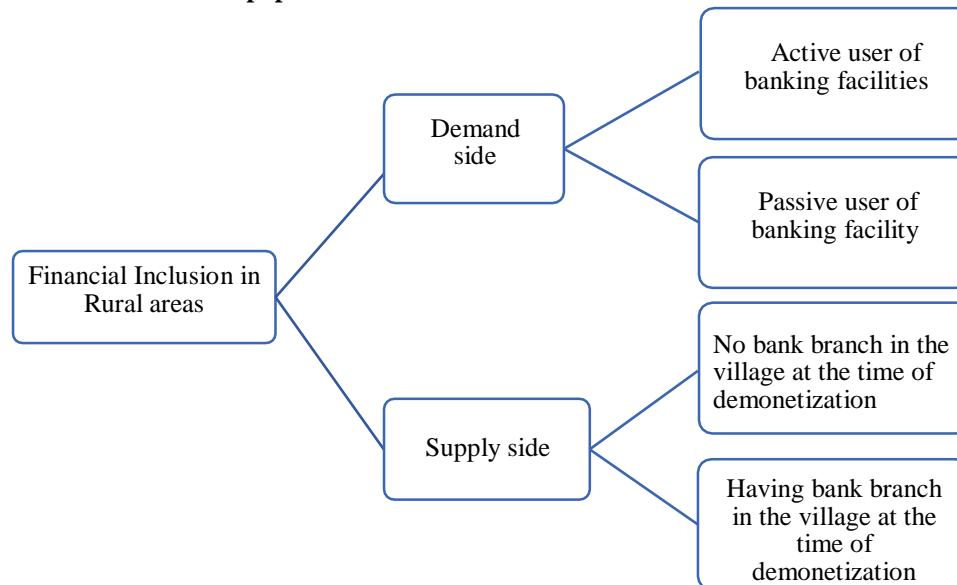 Active user of
banking facilities
Demand
side
Passive user of
banking facility
Financial Inclusion in
Rural areas
No bank branch in the
village at the time of
demonetization
Supply side
Having bank branch
in the village at the
time of
demonetization